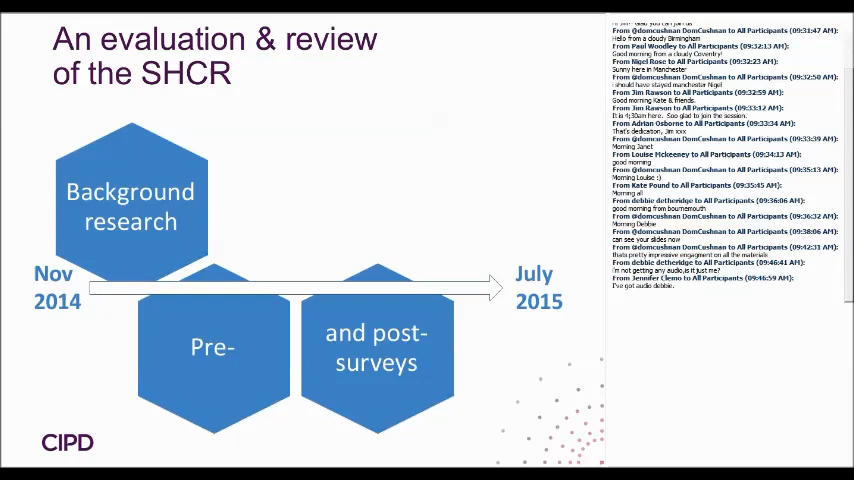 An evaluation & review
of the SHCR
Background
research
Nov
2014
July
2015
Pre-
and post-
surveys
CIPD
From @domcushnan DomCushnan to All Participants (09:31:47 AM):
Hello from a cloudy Birmingham
From Paul Woodley to All Participants (09:32:13 AM):
Good morning from a cloudy Coventry!
From Nigel Rose to All Participants (09:32:23 AM):
Sunny here in Manchester
From @domcushnan DomCushnan to All Participants (09:32:50 AM):
i should have stayed manchester Nigel
From Jim Rawson to All Participants (09:32:59 AM):
Good morning Kate & friends.
From Jim Rawson to All Participants (09:33:12 AM):
It is 4;30am here. Soo glad to join the session.
From Adrian Osborne to All Participants (09:33:34 AM):
That's dedication, Jim xxx
From @domcushnan DomCushnan to All Participants (09:33:39 AM):
Morning Janet
From Louise Mckeeney to All Participants (09:34:13 AM):
good morning
From @domcushnan DomCushnan to All Participants (09:35:13 AM):
Morning Louise :)
From Kate Pound to All Participants (09:35:45 AM):
Morning all
From debbie detheridge to All Participants (09:36:06 AM):
good morning from bournemouth
From @domcushnan DomCushnan to All Participants (09:36:32 AM):
Morning Debbie
From @domcushnan DomCushnan to All Participants (09:38:06 AM):
can see your slides now
From @domcushnan DomCushnan to All Participants (09:42:31 AM):
thats pretty impressive engagment on all the materials
From debbie detheridge to All Participants (09:46:41 AM):
i'm not getting any audio,is it just me?
From Jennifer Clemo to All Participants (09:46:59 AM):
I've got audio debbie.